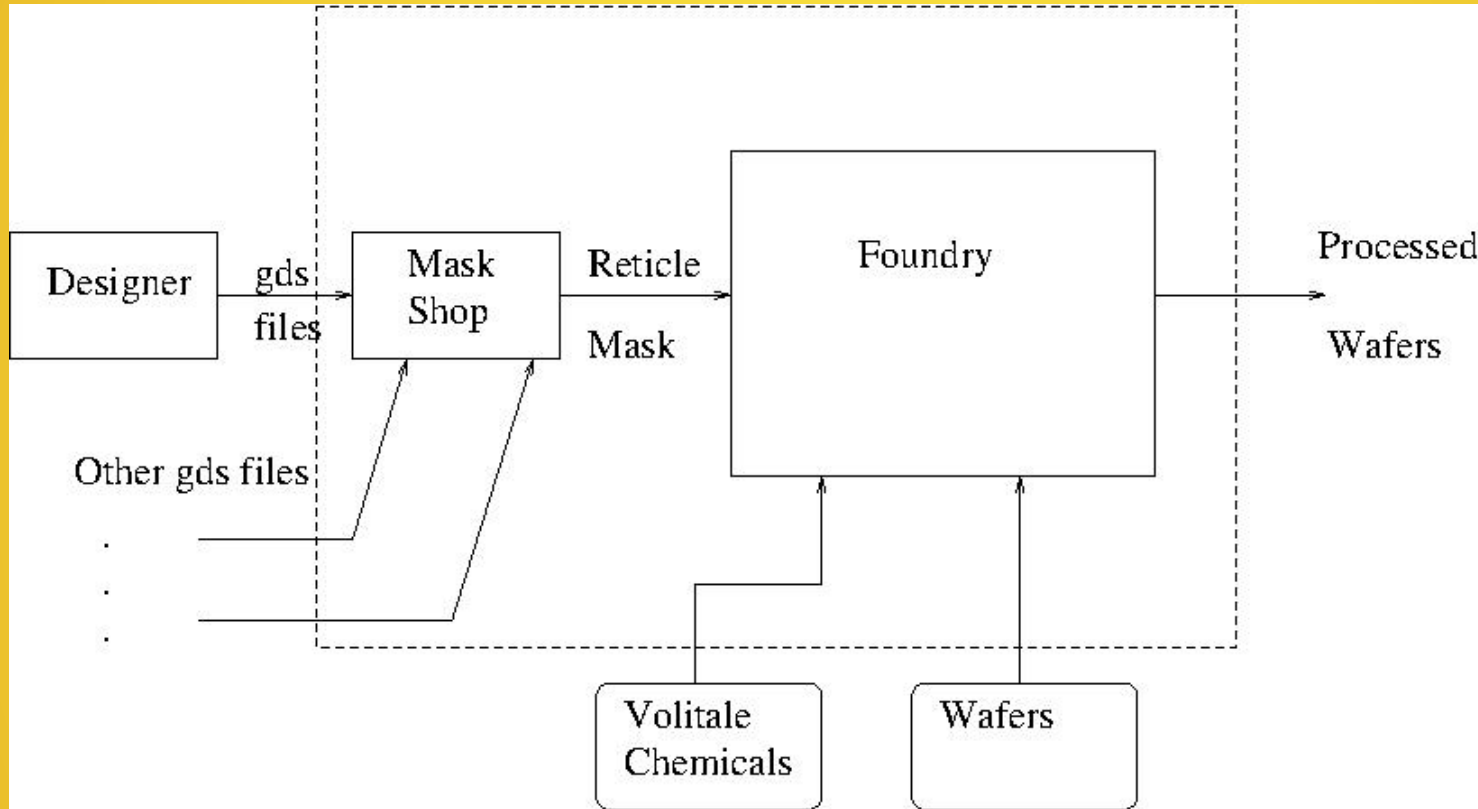 Designer
gds
files
Mask
Shop
Reticle
Mask
Foundry
Processed
Wafers
Other gds files
.
.
.
Volitale
Chemicals
Wafers